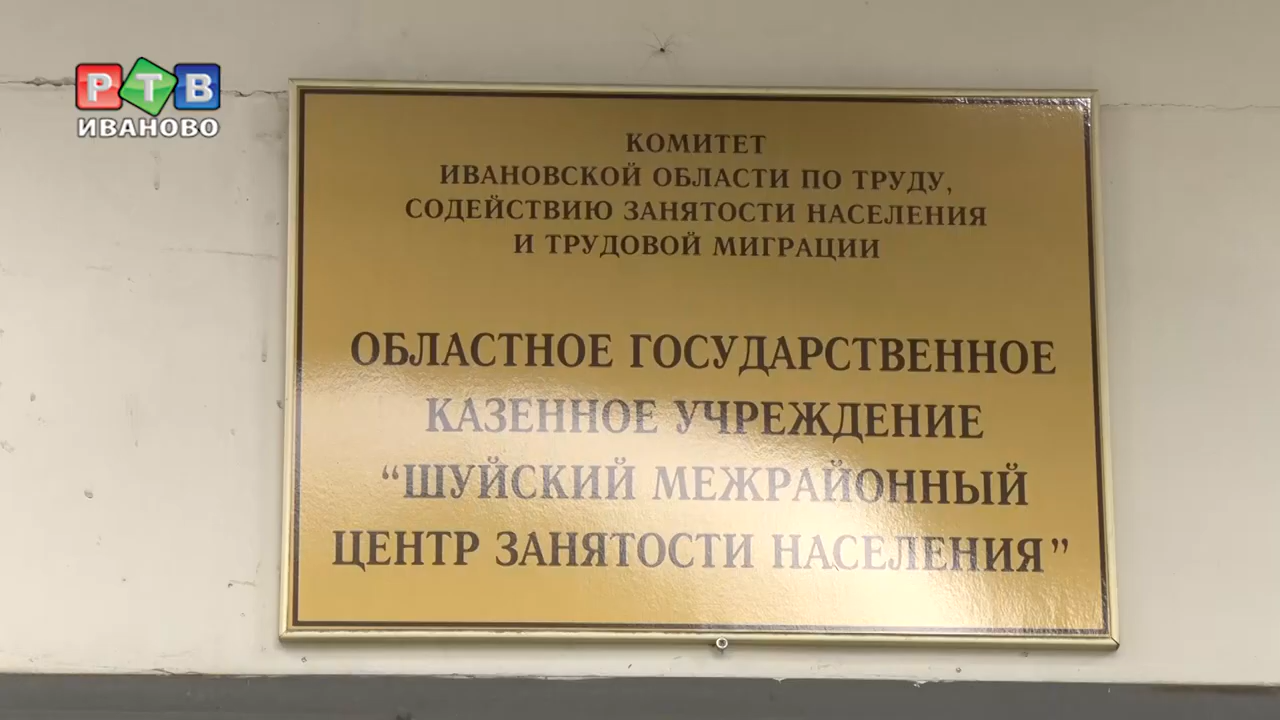 РТВ
ИВАНОВО
КОМИТЕТ
ИВАНОВСКОЙ ОБЛАСТИ ПО ТРУДУ,
СОДЕЙСТВИЮ ЗАНЯТОСТИ НАСЕЛЕНИЯ
И ТРУДОВОЙ МИГРАЦИИ
ОБЛАСТНОЕ ГОСУДАРСТВЕННОЕ
КАЗЕННОЕ УЧРЕЖДЕНИЕ
“ШУЙСКИЙ МЕЖРАЙОННЫЙ
ЦЕНТР ЗАНЯТОСТИ НАСЕЛЕНИЯ”